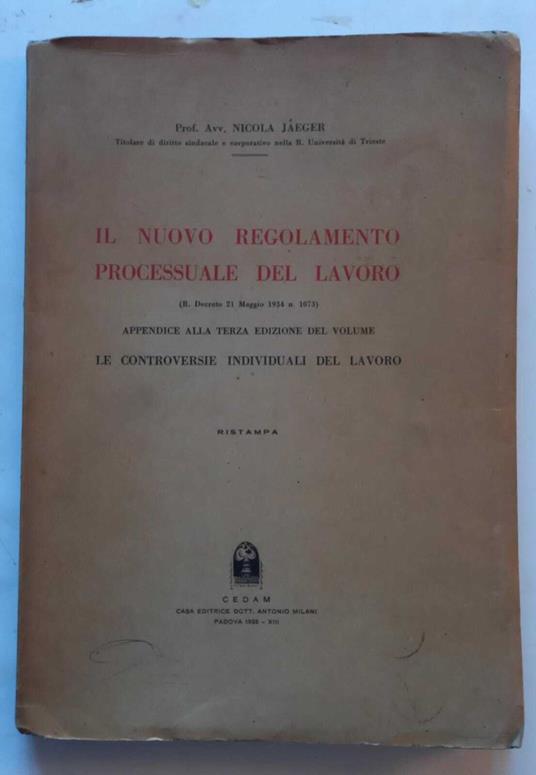 Prof. Avv. NICOLA JAEGER
Titolare di diritto sindacale e corporativo nella R. Università di Trieste
IL NUOVO REGOLAMENTO
PROCESSUALE DEL LAVORO
(R. Decreto 21 Maggio 1934 n. 1073)
APPENDICE ALLA TERZA EDIZIONE DEL VOLUME
LE CONTROVERSIE INDIVIDUALI DEL LAVORO
RISTAMPA
CEDAM
CASA EDITRICE DOTT. ANTONIO MILANI
PADOVA 1935 - XIII